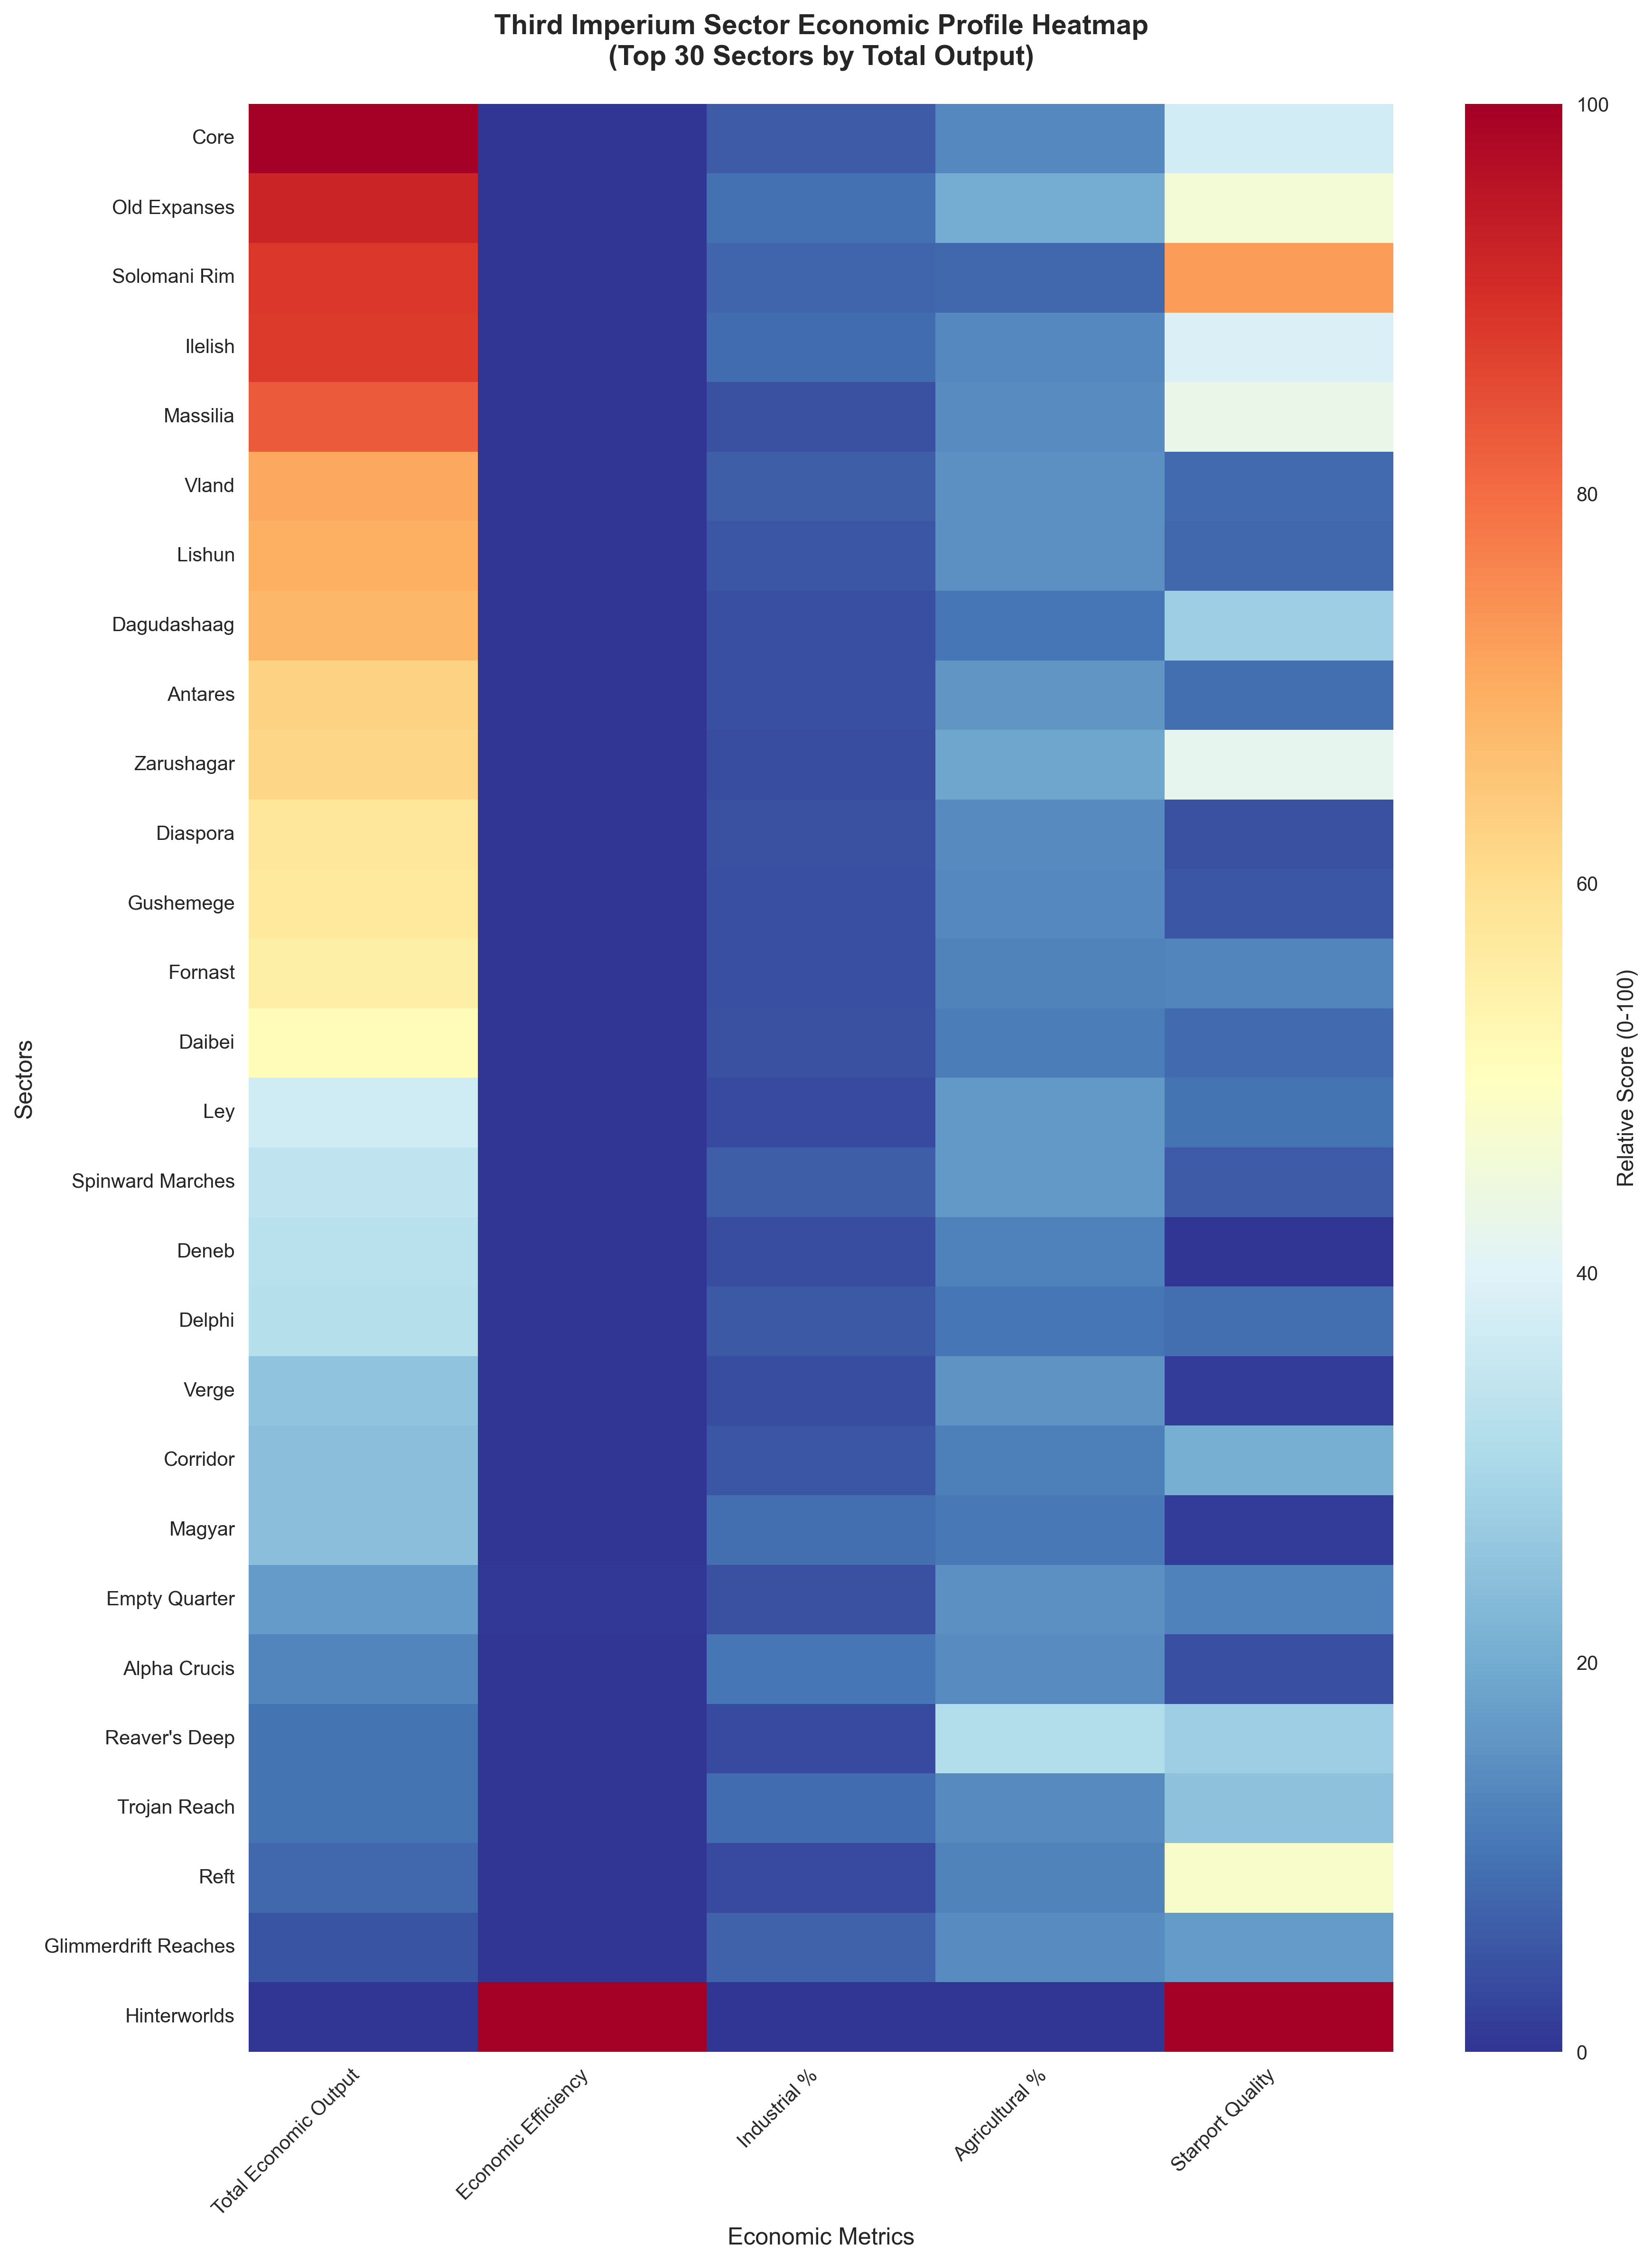 Third Imperium Sector Economic Profile Heatmap
(Top 30 Sectors by Total Output)
Sectors
Core
Old Expanses
Solomani Rim
Ilelish
Massilia
Vland
Lishun
Dagudashaag
Antares
Zarushagar
Diaspora
Gushemege
Fornast
Daibei
Ley
Spinward Marches
Deneb
Delphi
Verge
Corridor
Magyar
Empty Quarter
Alpha Crucis
Reaver's Deep
Trojan Reach
Reft
Glimmerdrift Reaches
Hinterworlds
Total Economic Output
Economic Efficiency
Industrial %
Agricultural %
Starport Quality
Economic Metrics
100
80
60
40
20
0
Relative Score (0-100)